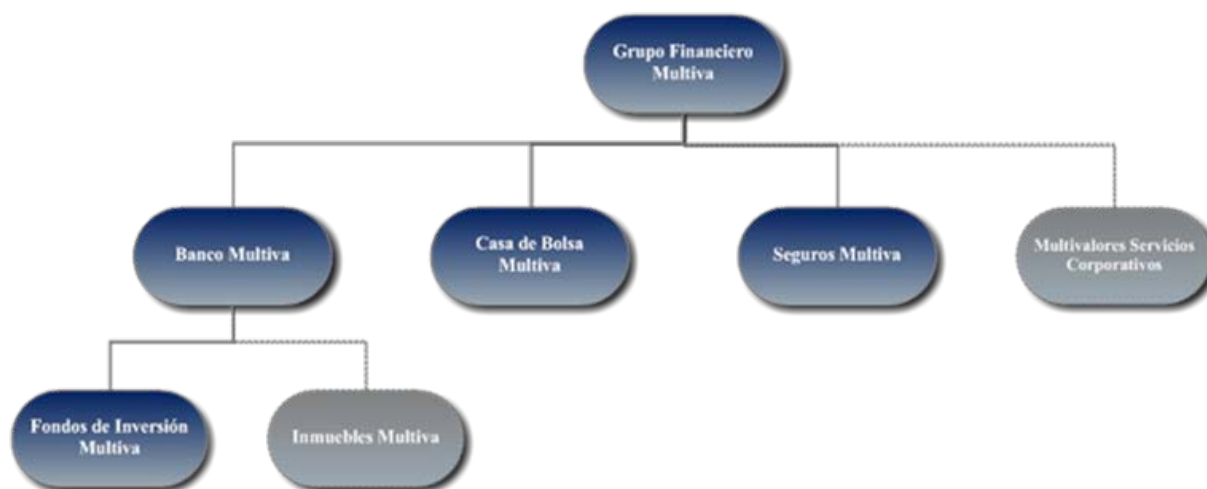 Grupo Financiero
Multiva
Banco Multiva
Casa de Bolsa
Multiva
Seguros Multiva
Multivalores Servicios
Corporativos
Fondos de Inversión
Multiva
Inmuebles Multiva